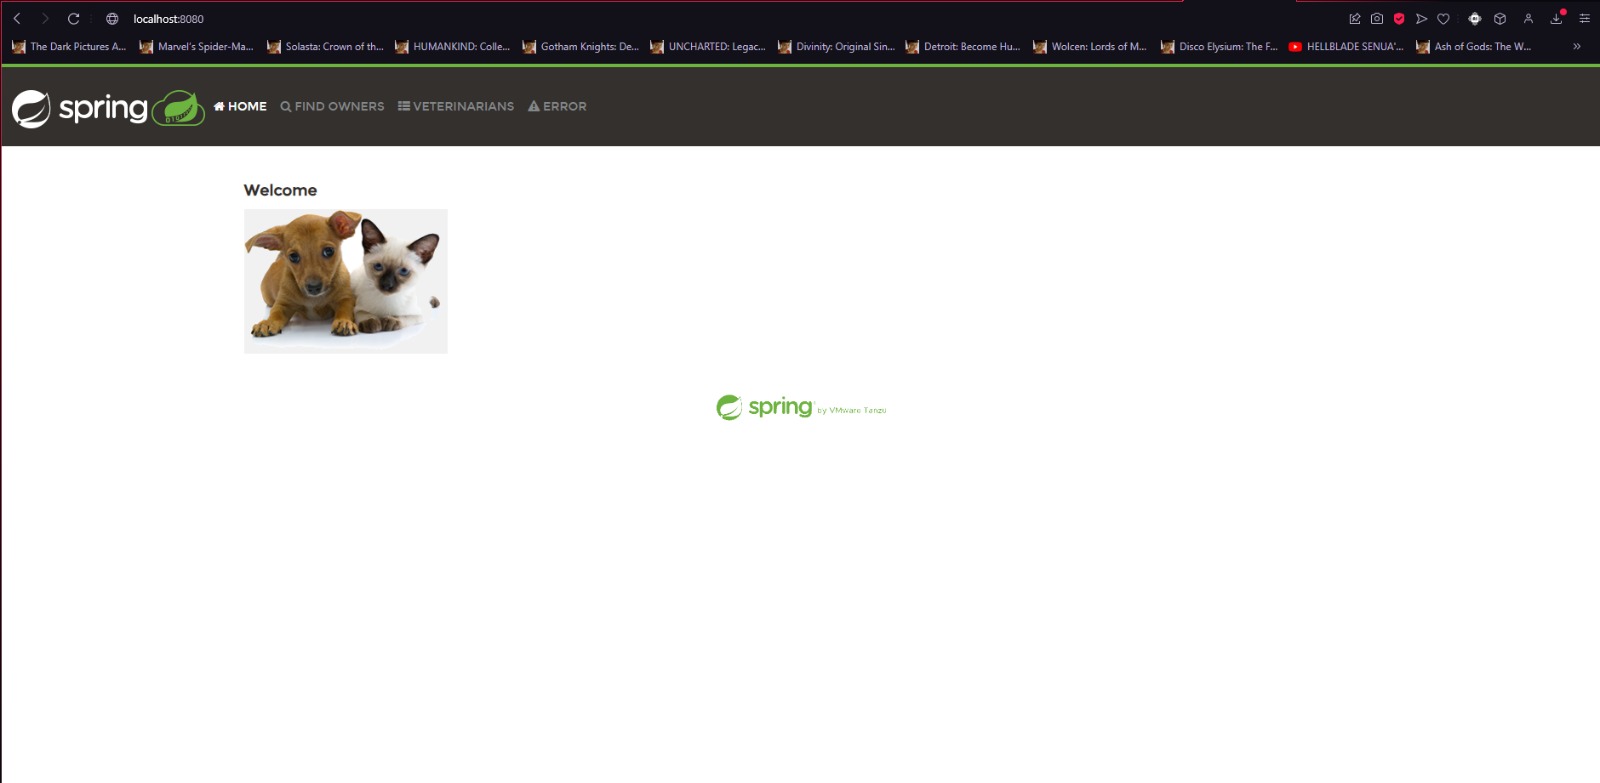 localhost:8080
The Dark Pictures A... Marvel's Spider-Ma... Solasta: Crown of th... HUMANKIND: Colle... Gotham Knights: De... UNCHARTED: Legac... Divinity: Original Sin... Detroit: Become Hu... Wolcen: Lords of M... Disco Elysium: The F... HELLBLADE SENUA'... Ash of Gods: The W... »
spring HOME FIND OWNERS VETERINARIANS ERROR
Welcome
spring by VMware Tanzu